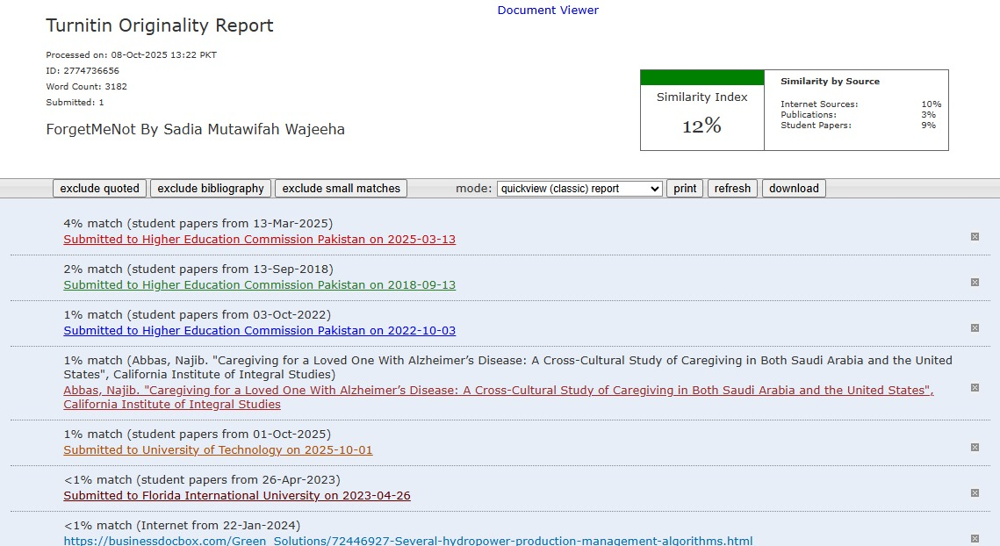 Document Viewer
Turnitin Originality Report
Processed on: 08-Oct-2025 13:22 PKT
ID: 2774736656
Word Count: 3182
Submitted: 1
ForgetMeNot By Sadia Mutawifah Wajeeha
Similarity Index
12%
Similarity by Source
Internet Sources: 10%
Publications: 3%
Student Papers: 9%
exclude quoted exclude bibliography exclude small matches mode: quickview (classic) report print refresh download
4% match (student papers from 13-Mar-2025)
Submitted to Higher Education Commission Pakistan on 2025-03-13
2% match (student papers from 13-Sep-2018)
Submitted to Higher Education Commission Pakistan on 2018-09-13
1% match (student papers from 03-Oct-2022)
Submitted to Higher Education Commission Pakistan on 2022-10-03
1% match (Abbas, Najib. "Caregiving for a Loved One With Alzheimer’s Disease: A Cross-Cultural Study of Caregiving in Both Saudi Arabia and the United
States", California Institute of Integral Studies)
Abbas, Najib. "Caregiving for a Loved One With Alzheimer’s Disease: A Cross-Cultural Study of Caregiving in Both Saudi Arabia and the United States",
California Institute of Integral Studies
1% match (student papers from 01-Oct-2025)
Submitted to University of Technology on 2025-10-01
<1% match (student papers from 26-Apr-2023)
Submitted to Florida International University on 2023-04-26
<1% match (Internet from 22-Jan-2024)
https://businessdocbox.com/Green_Solutions/72446927-Several-hydropower-production-management-algorithms.html